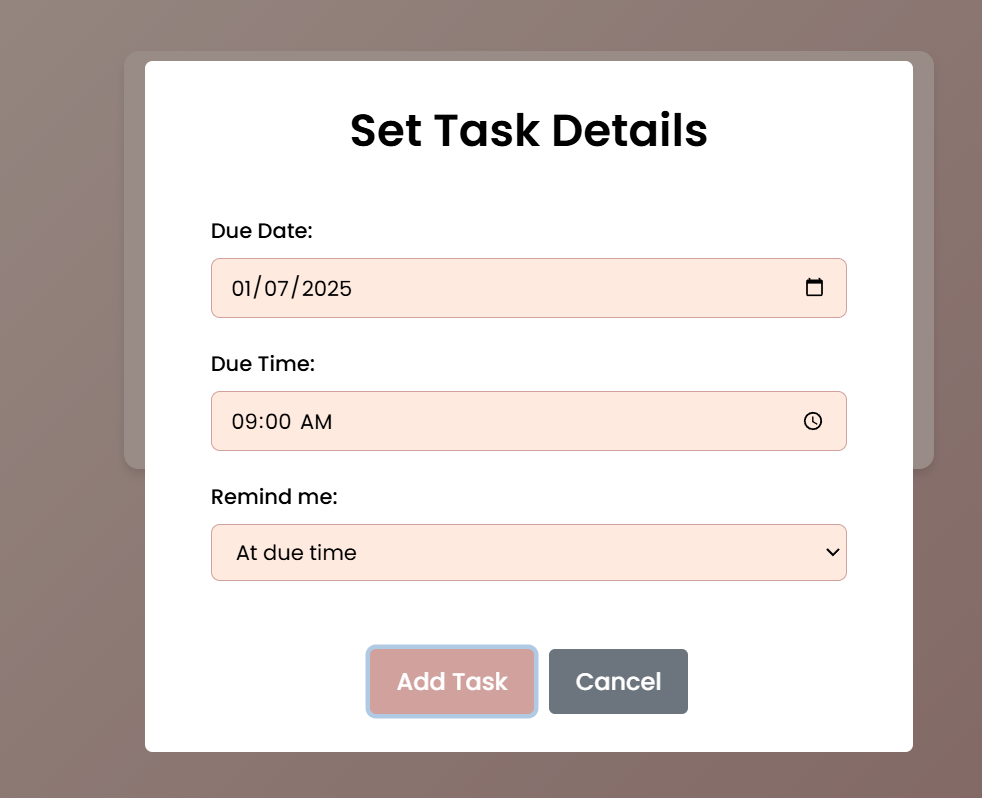 Set Task Details
Due Date:
01/07/2025
Due Time:
09:00 AM
Remind me:
At due time
Add Task Cancel